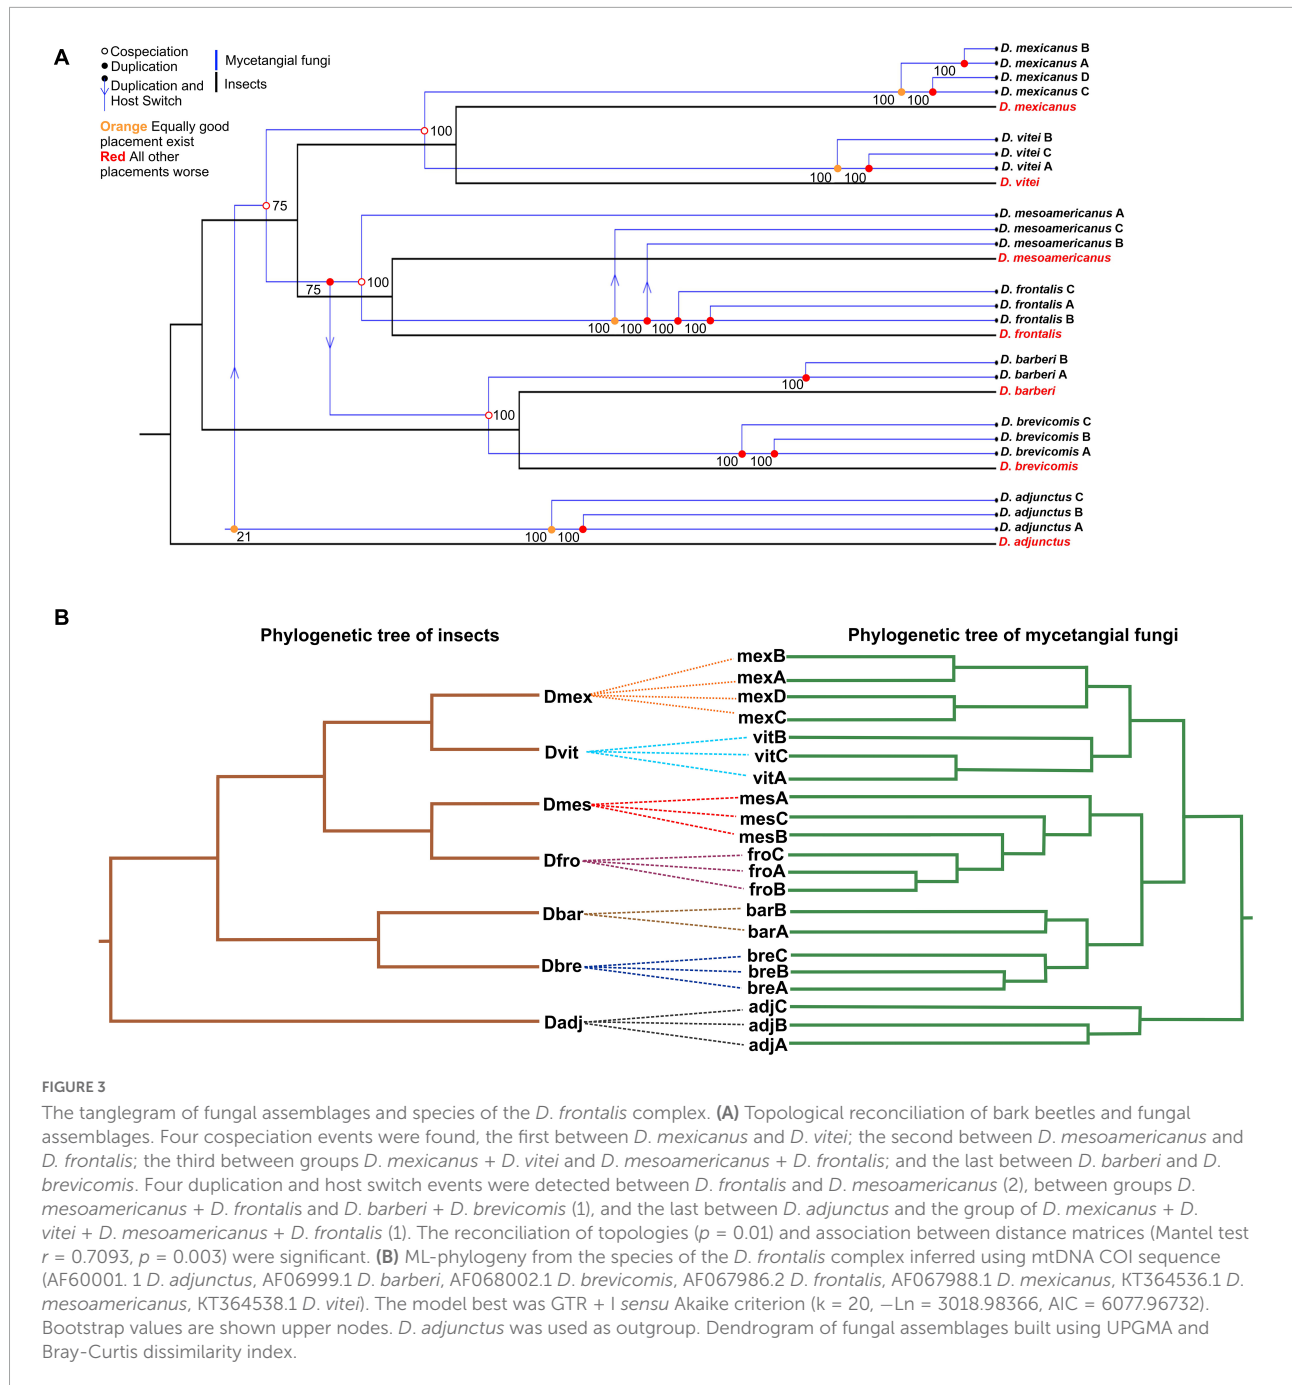 A
Cospeciation
Duplication
Duplication and
Host Switch
Mycetangial fungi
Insects
Orange Equally good
placement exist
Red All other
placements worse
D. mexicanus B
D. mexicanus A
100
D. mexicanus D
D. mexicanus C
100 100
D. mexicanus
100
D. vitei B
D. vitei C
D. vitei A
100 100
D. vitei
75
D. mesoamericanus A
D. mesoamericanus C
D. mesoamericanus B
D. mesoamericanus
100
75
D. frontalis C
D. frontalis A
D. frontalis B
100 100 100 100
D. frontalis
D. barberi B
D. barberi A
100
D. barberi
100
D. brevicomis C
D. brevicomis B
D. brevicomis A
100 100
D. brevicomis
D. adjunctus C
D. adjunctus B
D. adjunctus A
21
100 100
D. adjunctus
B
Phylogenetic tree of insects
Phylogenetic tree of mycetangial fungi
Dmex
Dvit
Dmes
Dfro
Dbar
Dbre
Dadj
mexB
mexA
mexD
mexC
vitB
vitC
vitA
mesA
mesC
mesB
froC
froA
froB
barB
barA
breC
breB
breA
adjC
adjB
adjA
FIGURE 3
The tanglegram of fungal assemblages and species of the D. frontalis complex. (A) Topological reconciliation of bark beetles and fungal
assemblages. Four cospeciation events were found, the first between D. mexicanus and D. vitei; the second between D. mesoamericanus and
D. frontalis; the third between groups D. mexicanus + D. vitei and D. mesoamericanus + D. frontalis; and the last between D. barberi and D.
brevicomis. Four duplication and host switch events were detected between D. frontalis and D. mesoamericanus (2), between groups D.
mesoamericanus + D. frontalis and D. barberi + D. brevicomis (1), and the last between D. adjunctus and the group of D. mexicanus + D.
vitei + D. mesoamericanus + D. frontalis (1). The reconciliation of topologies (p = 0.01) and association between distance matrices (Mantel test
r = 0.7093, p = 0.003) were significant. (B) ML-phylogeny from the species of the D. frontalis complex inferred using mtDNA COI sequence
(AF60001. 1 D. adjunctus, AF06999.1 D. barberi, AF068002.1 D. brevicomis, AF067986.2 D. frontalis, AF067988.1 D. mexicanus, KT364536.1 D.
mesoamericanus, KT364538.1 D. vitei). The model best was GTR + I sensu Akaike criterion (k = 20, −Ln = 3018.98366, AIC = 6077.96732).
Bootstrap values are shown upper nodes. D. adjunctus was used as outgroup. Dendrogram of fungal assemblages built using UPGMA and
Bray-Curtis dissimilarity index.